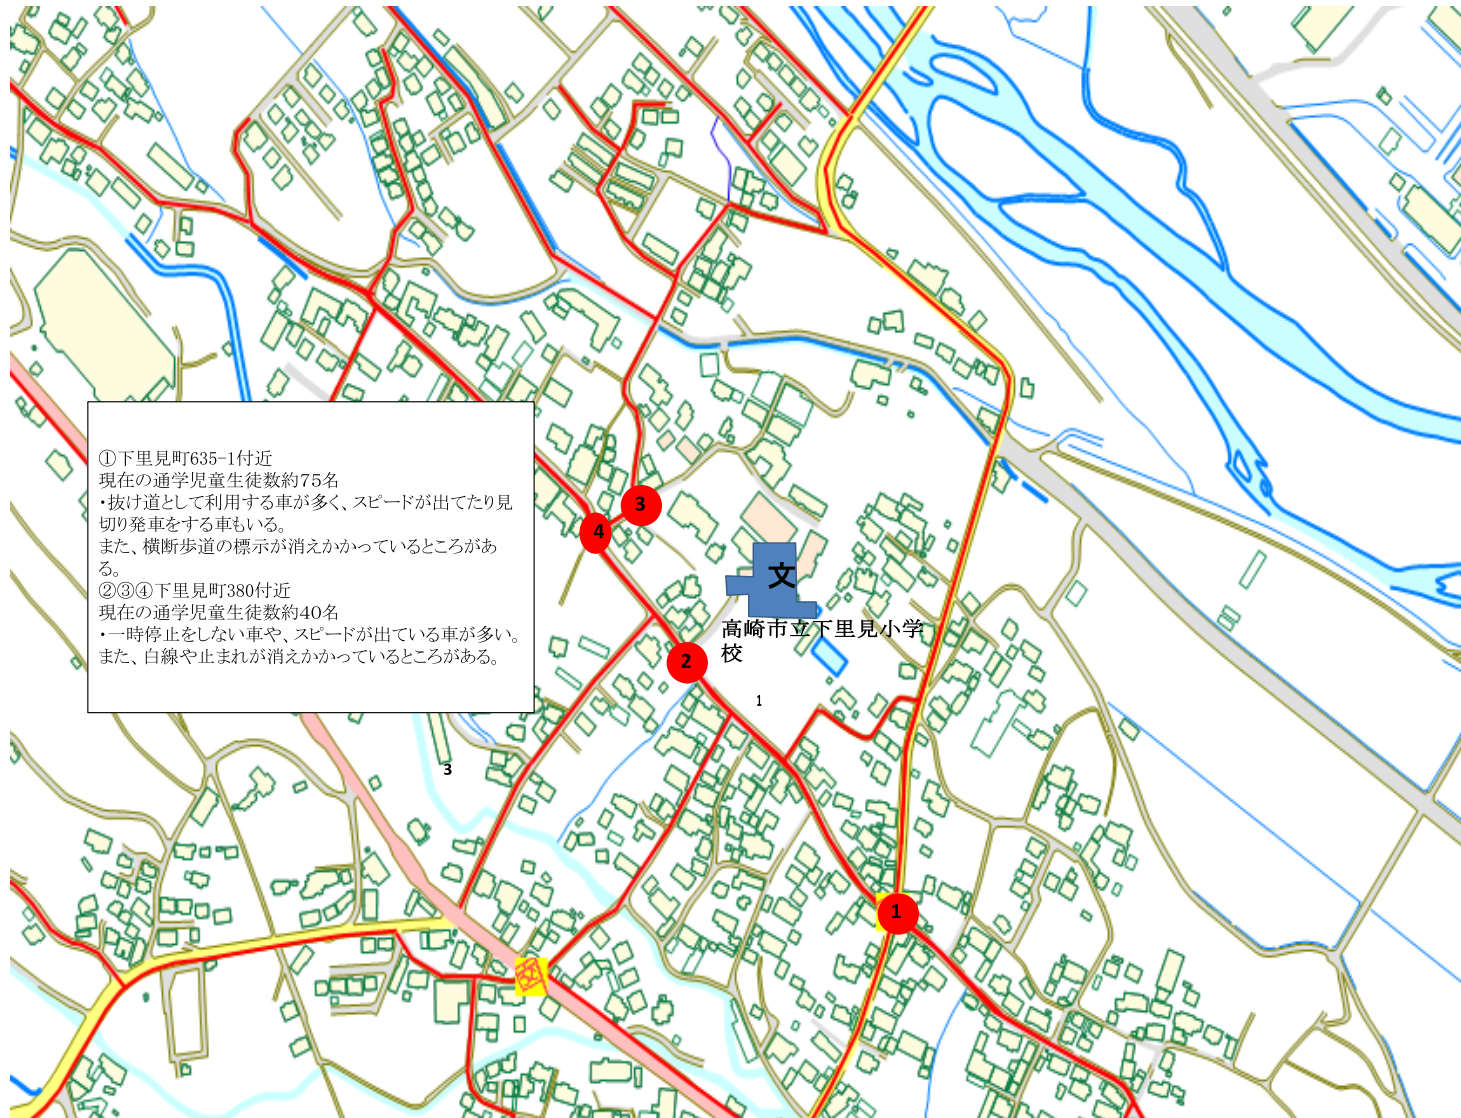 ①下里見町635-1付近
現在の通学児童生徒数約75名
・抜け道として利用する車が多く、スピードが出てたり見
切り発車をする車もいる。
また、横断歩道の標示が消えかかっているところがあ
る。
②③④下里見町380付近
現在の通学児童生徒数約40名
・一時停止をしない車や、スピードが出ている車が多い。
また、白線や止まれが消えかかっているところがある。
3
4
文
高崎市立下里見小学
校
2
1
3
1